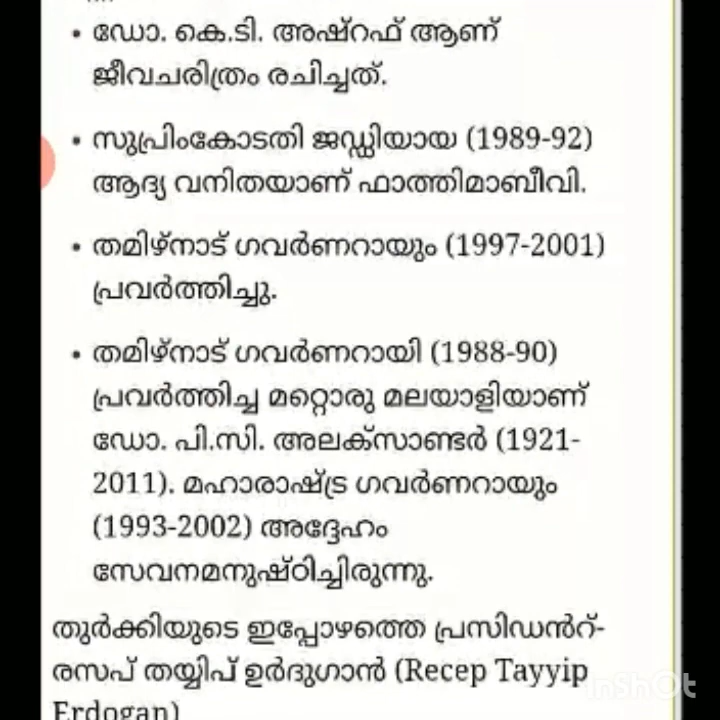 • ഡോ. കെ.ടി. അഷ്റഫ് ആണ്
ജീവചരിത്രം രചിച്ചത്.
• സുപ്രിംകോടതി ജഡ്ജിയായ (1989-92)
ആദ്യ വനിതയാണ് ഫാത്തിമാബീവി.
• തമിഴ്നാട് ഗവർണറായും (1997-2001)
പ്രവർത്തിച്ചു.
• തമിഴ്നാട് ഗവർണറായി (1988-90)
പ്രവർത്തിച്ച മറ്റൊരു മലയാളിയാണ്
ഡോ. പി.സി. അലക്സാണ്ടർ (1921-
2011). മഹാരാഷ്ട്ര ഗവർണറായും
(1993-2002) അദ്ദേഹം
സേവനമനുഷ്ഠിച്ചിരുന്നു.
തുർക്കിയുടെ ഇപ്പോഴത്തെ പ്രസിഡൻറ്-
രസപ് തയ്യിപ് ഉർദുഗാൻ (Recep Tayyip
Erdogan)
InShOt